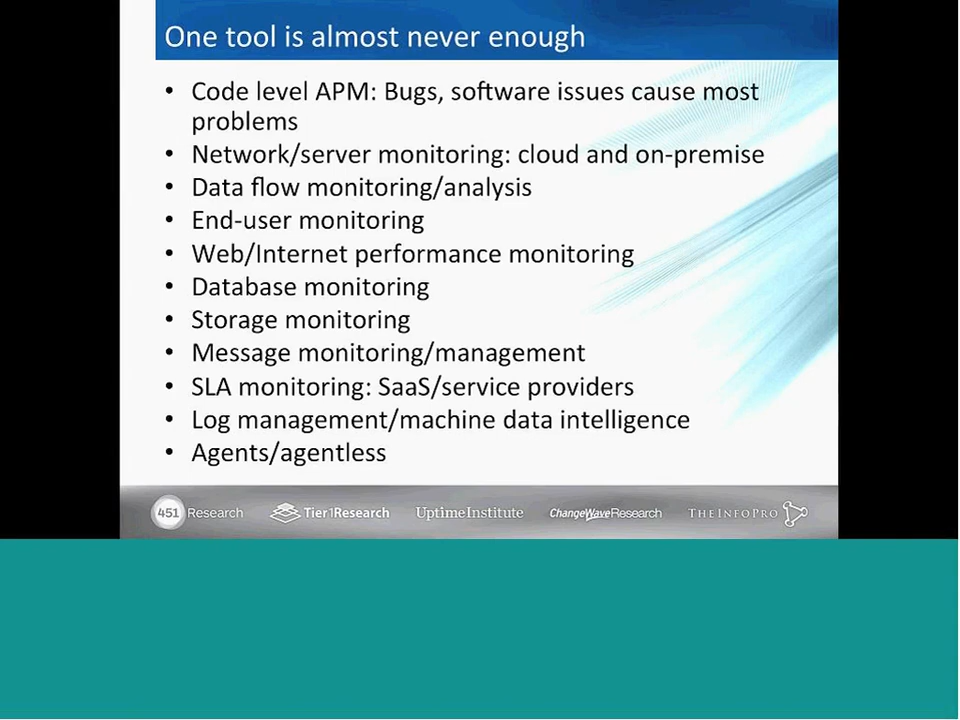 One tool is almost never enough
• Code level APM: Bugs, software issues cause most
problems
• Network/server monitoring: cloud and on-premise
• Data flow monitoring/analysis
• End-user monitoring
• Web/Internet performance monitoring
• Database monitoring
• Storage monitoring
• Message monitoring/management
• SLA monitoring: SaaS/service providers
• Log management/machine data intelligence
• Agents/agentless
451 Research Tier1Research UptimeInstitute ChangeWaveResearch THEINFOPRO